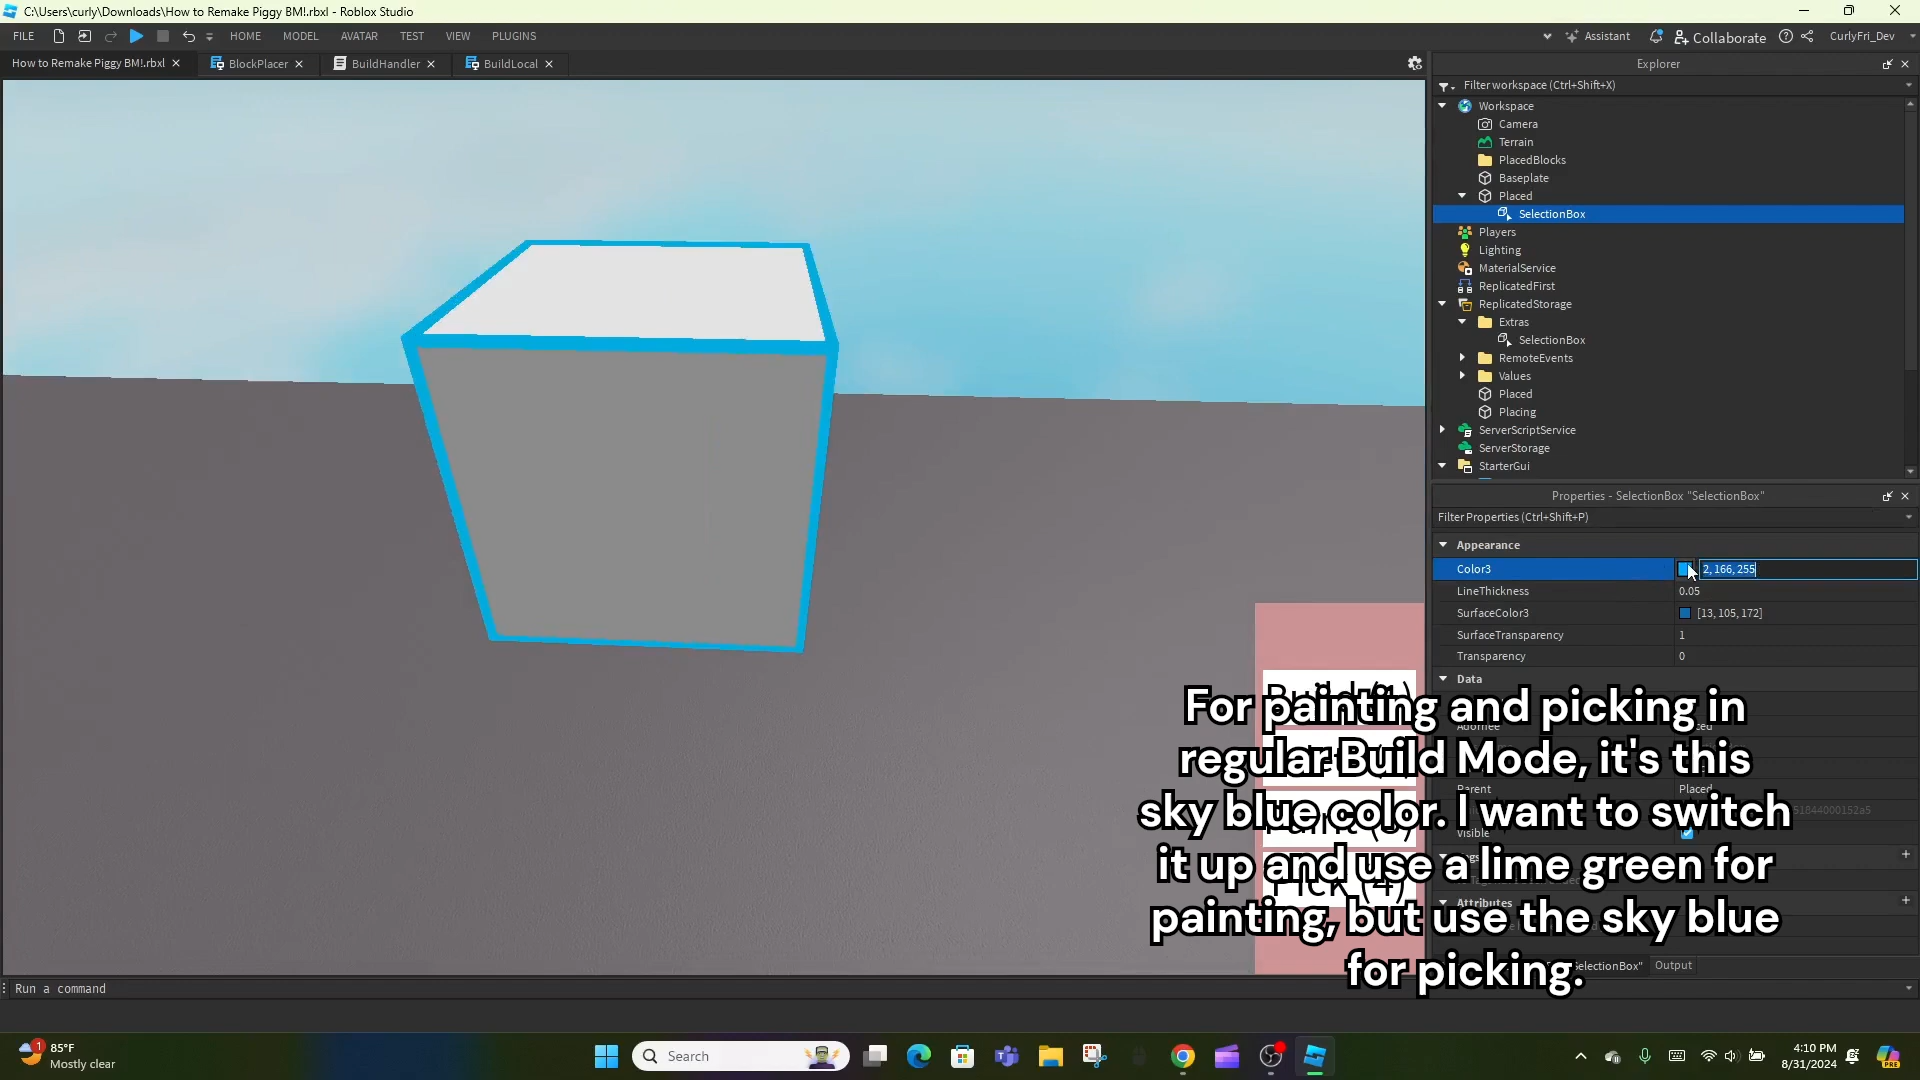 C:\Users\curly\Downloads\How to Remake Piggy BM!.rbxl - Roblox Studio
FILE HOME MODEL AVATAR TEST VIEW PLUGINS Assistant Collaborate CurlyFri_Dev
How to Remake Piggy BM!.rbxl BlockPlacer BuildHandler BuildLocal
Explorer
Filter workspace (Ctrl+Shift+X)
Workspace
Camera
Terrain
PlacedBlocks
Baseplate
Placed
SelectionBox
Players
Lighting
MaterialService
ReplicatedFirst
ReplicatedStorage
Extras
SelectionBox
RemoteEvents
Values
Placed
Placing
ServerScriptService
ServerStorage
StarterGui
Properties - SelectionBox "SelectionBox"
Filter Properties (Ctrl+Shift+P)
Appearance
Color3 2, 166, 255
LineThickness 0.05
SurfaceColor3 [13, 105, 172]
SurfaceTransparency 1
Transparency 0
Data
Parent Placed
51844000152a5
Visible
Attributes
SelectionBox" Output
Pick (4)
For painting and picking in
regular Build Mode, it's this
sky blue color. I want to switch
it up and use a lime green for
painting, but use the sky blue
for picking.
Run a command
85°F
Mostly clear
1
Search
PRE
4:10 PM
8/31/2024